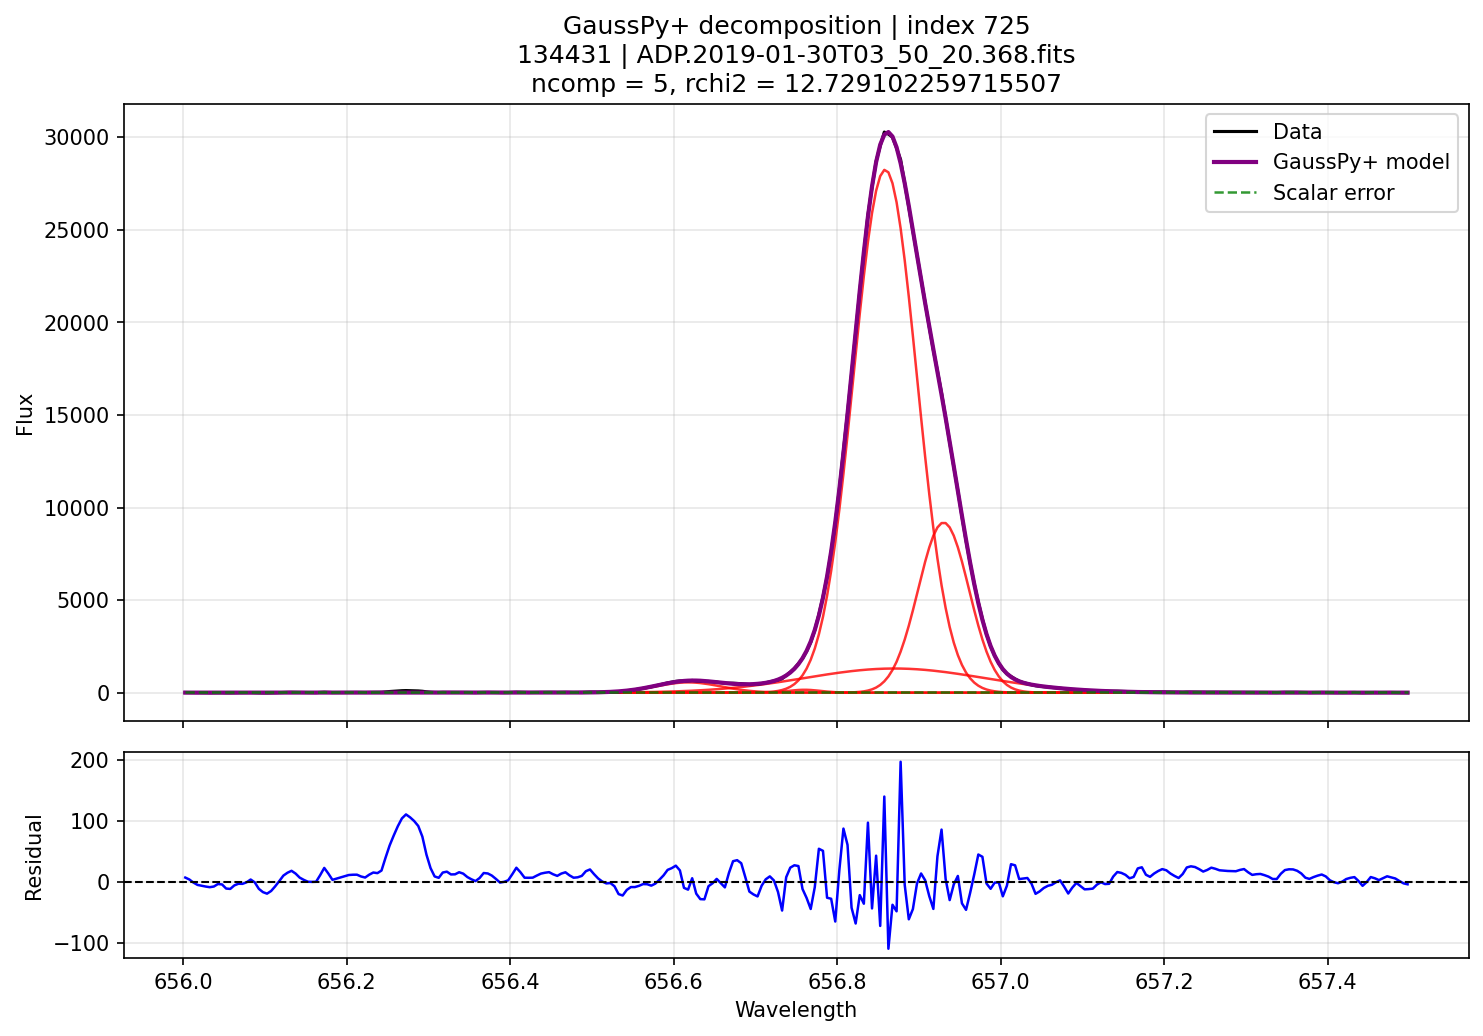 GaussPy+ decomposition | index 725
134431 | ADP.2019-01-30T03_50_20.368.fits
ncomp = 5, rchi2 = 12.729102259715507
Data
GaussPy+ model
Scalar error
30000
25000
20000
15000
10000
5000
0
Flux
200
100
0
−100
Residual
656.0
656.2
656.4
656.6
656.8
657.0
657.2
657.4
Wavelength